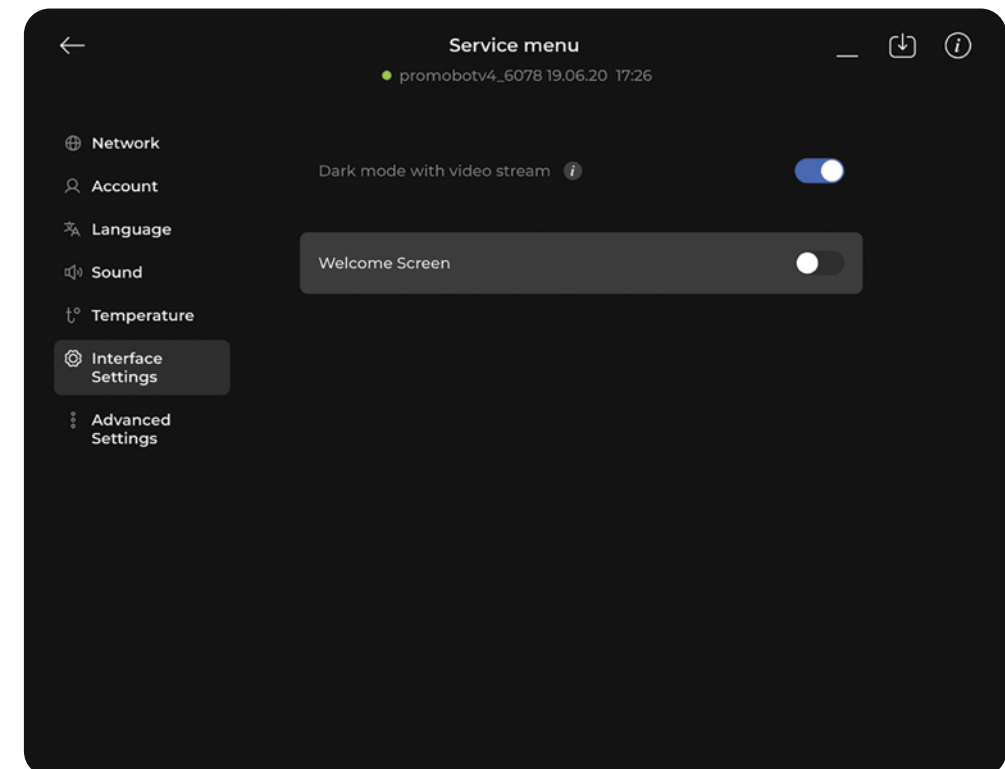 Service menu
promobotv4_6078 19.06.20 17:26
Network
Account
Language
Sound
t° Temperature
Interface
Settings
Advanced
Settings
Dark mode with video stream i
Welcome Screen